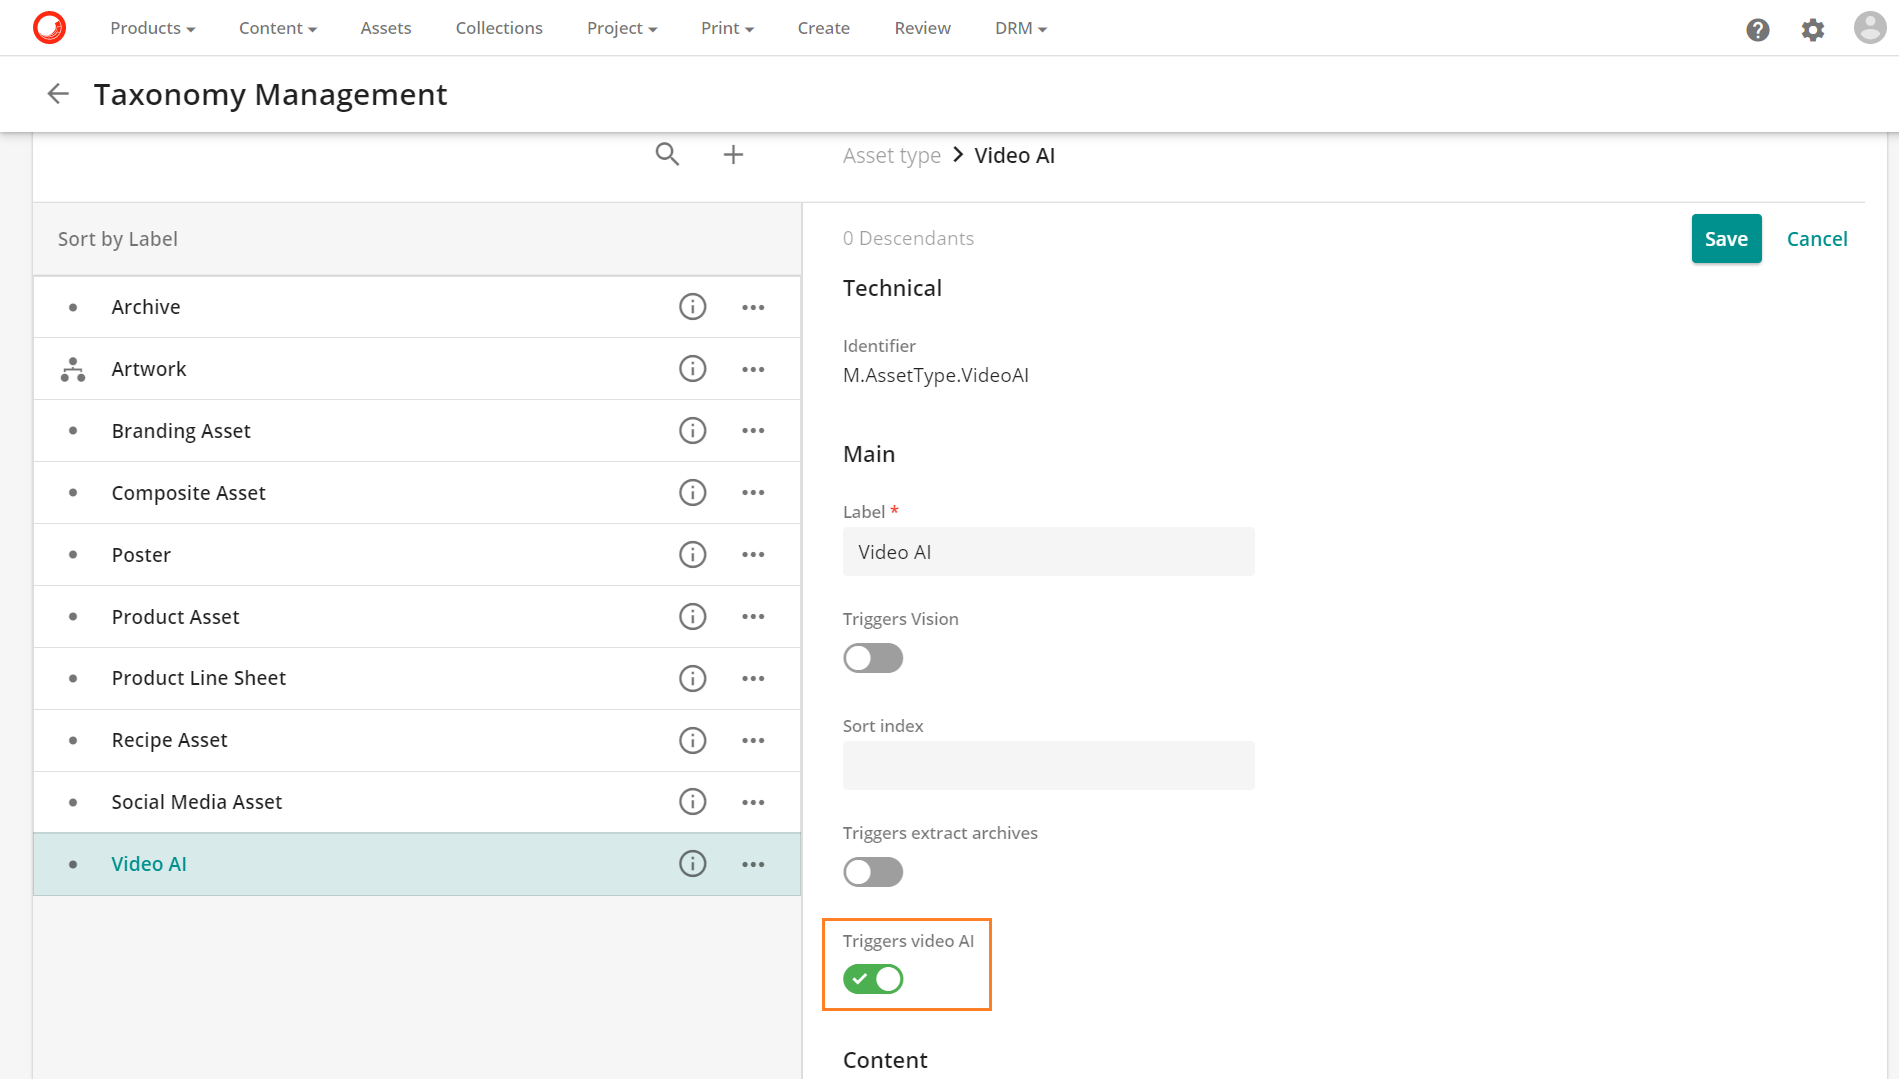 Products Content Assets Collections Project Print Create Review DRM
Taxonomy Management
Asset type Video AI
Sort by Label
0 Descendants
Save Cancel
Technical
Archive
Identifier
Artwork
M.AssetType.VideoAI
Branding Asset
Main
Composite Asset
Label *
Poster
Video AI
Product Asset
Triggers Vision
Product Line Sheet
Sort index
Recipe Asset
Social Media Asset
Triggers extract archives
Video AI
Triggers video AI
Content